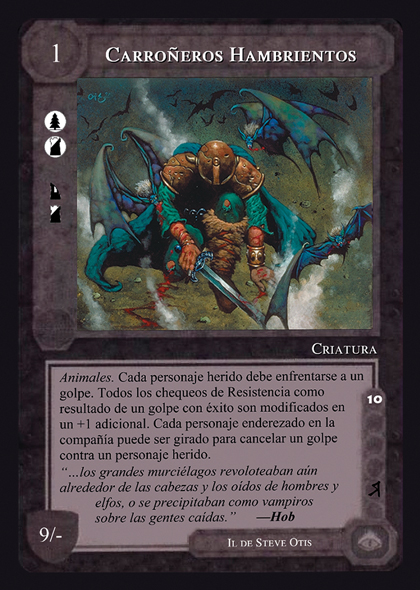 1
CARROÑEROS HAMBRIENTOS
CRIATURA
Animales. Cada personaje herido debe enfrentarse a un
golpe. Todos los chequeos de Resistencia como
resultado de un golpe con éxito son modificados en
un +1 adicional. Cada personaje enderezado en la
compañía puede ser girado para cancelar un golpe
contra un personaje herido.
10
“...los grandes murciélagos revoloteaban aún
alrededor de las cabezas y los oídos de hombres y
elfos, o se precipitaban como vampiros
sobre las gentes caídas.” —Hob
9/-
IL DE STEVE OTIS